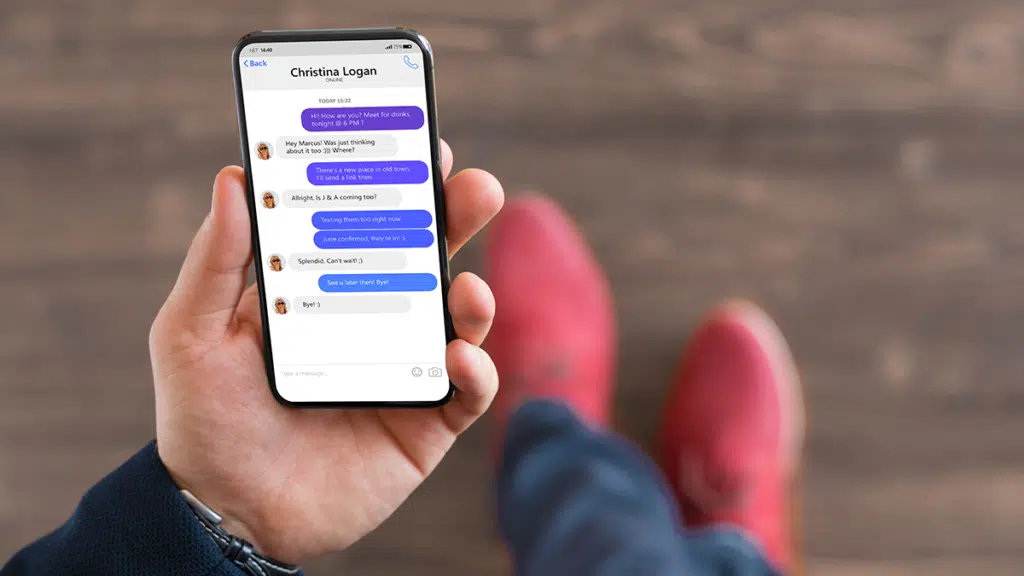 NET 14:46 75%
Back
Christina Logan
ONLINE
TODAY 15:22
Hi! How are you? Meet for drinks
tonight @ 6 PM ?
Hey Marcus! Was just thinking
about it too :))) Where?
There's a new place in old town,
I'll send a link then
Allright. Is J & A coming too?
Texting them too right now
June confirmed, they're in! :)
Splendid. Can't wait! ;)
See u later then! Bye!
Bye! :)
Type a message...